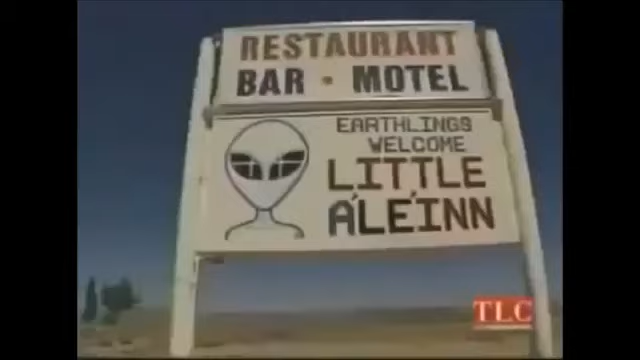 RESTAURANT
BAR • MOTEL
EARTHLINGS
WELCOME
LITTLE
A'LE'INN
TLC